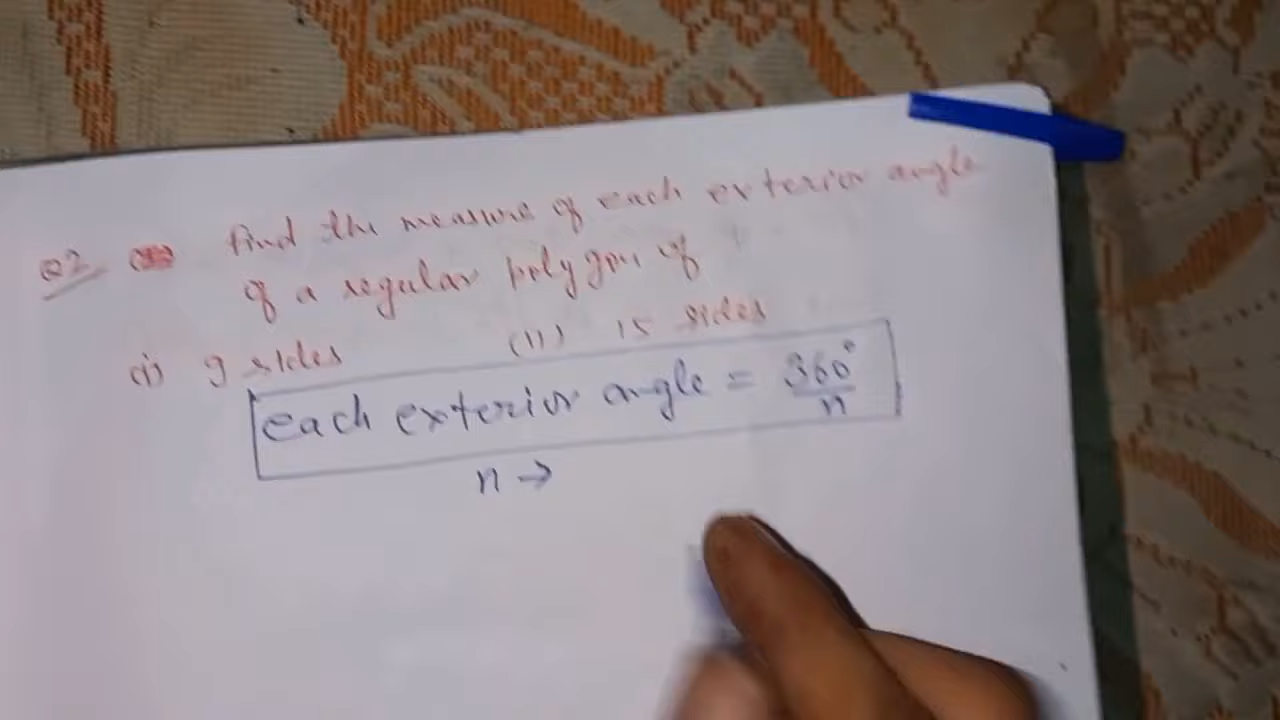 Q2 find the measure of each exterior angle
of a regular polygon of
(i) 9 sides (II) 15 sides
each exterior angle = 360°/n
n →